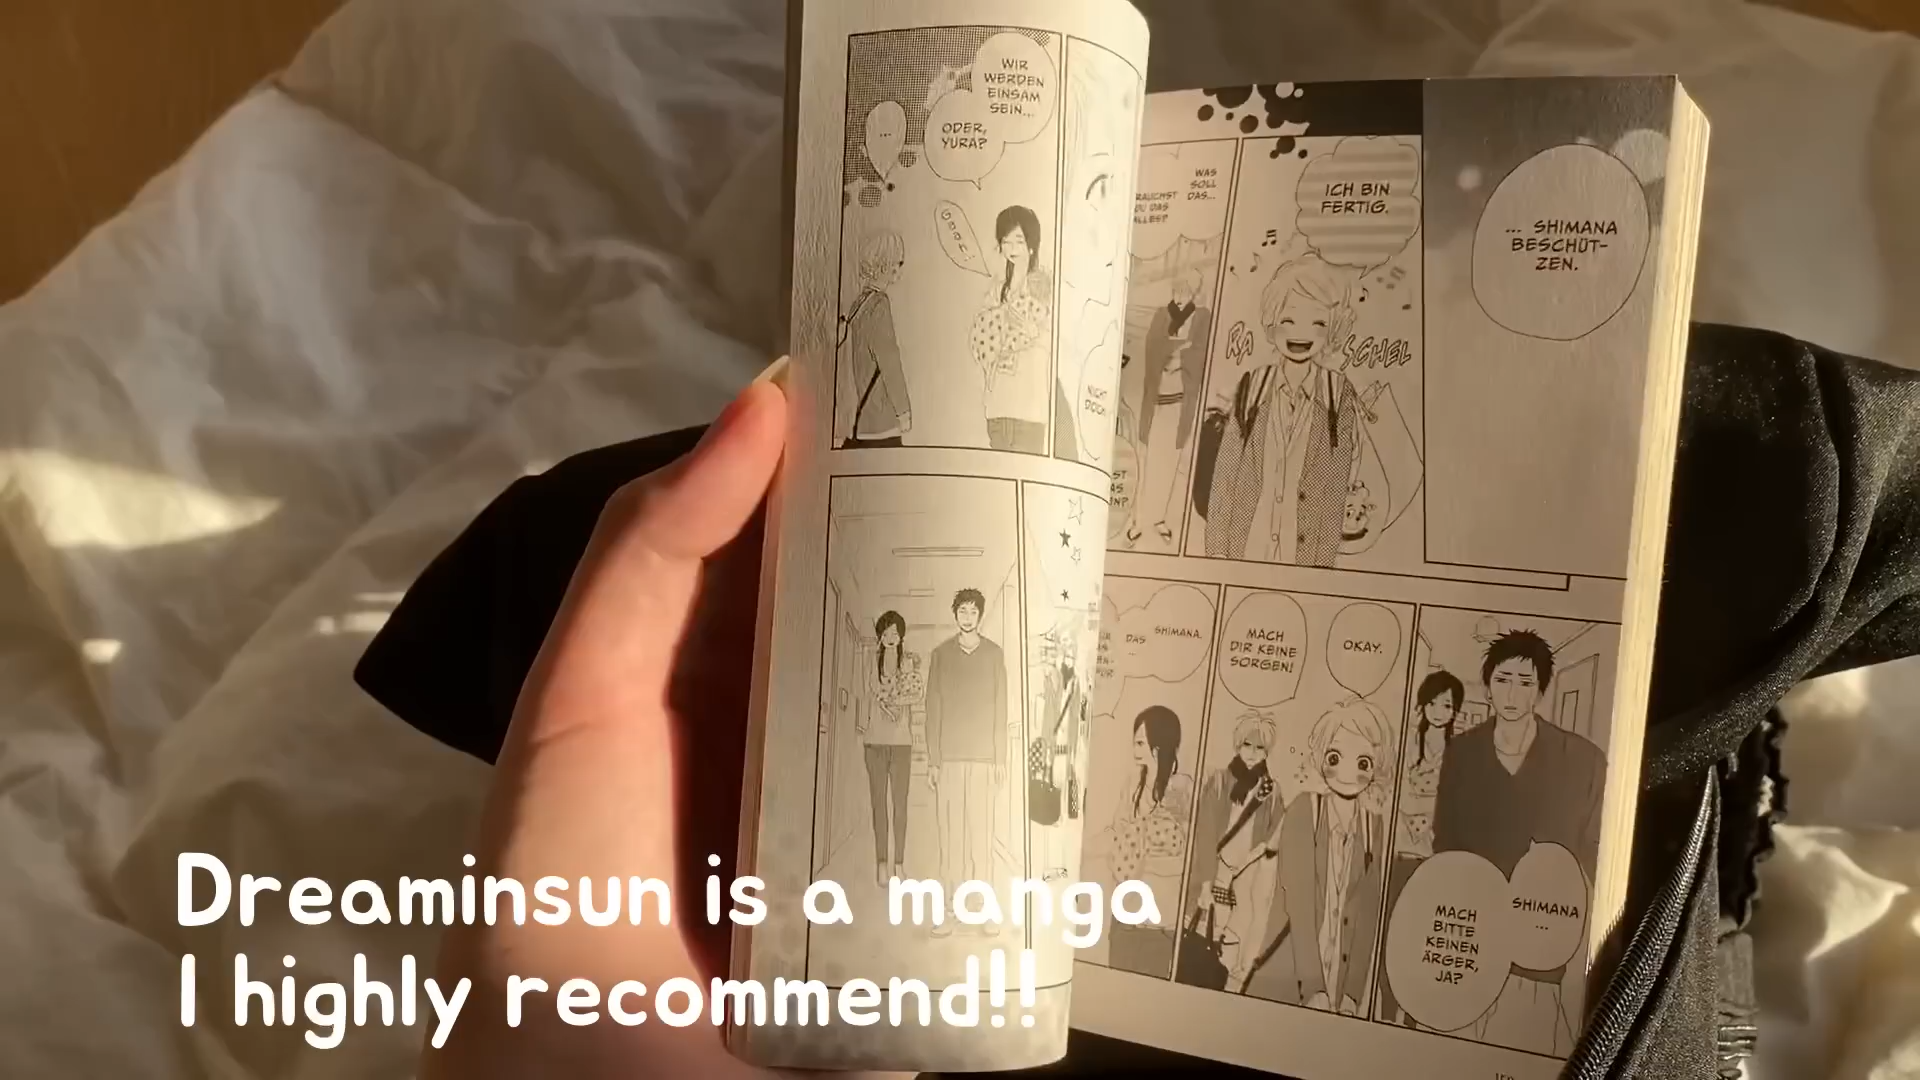 WIR
WERDEN
EINSAM
SEIN...
ODER,
YURA?
...
NICHT
DOCH
WAS
SOLL
DAS...
DU DAS
ALLES?
ICH BIN
FERTIG.
RA
SCHEL
... SHIMANA
BESCHÜT-
ZEN.
SHIMANA.
DAS
...
MACH
DIR KEINE
SORGEN!
OKAY.
SHIMANA
...
MACH
BITTE
KEINEN
ÄRGER,
JA?
Dreaminsun is a manga
I highly recommend!!